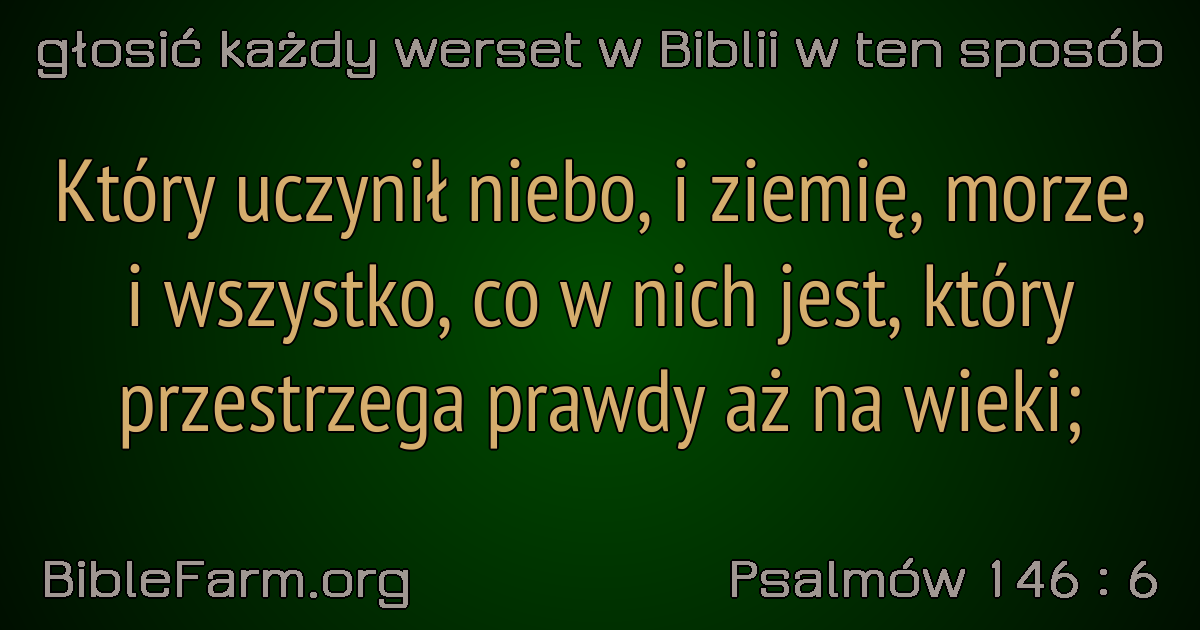 głosić każdy werset w Biblii w ten sposób
Który uczynił niebo, i ziemię, morze,
i wszystko, co w nich jest, który
przestrzega prawdy aż na wieki;
BibleFarm.org
Psalmów 146 : 6